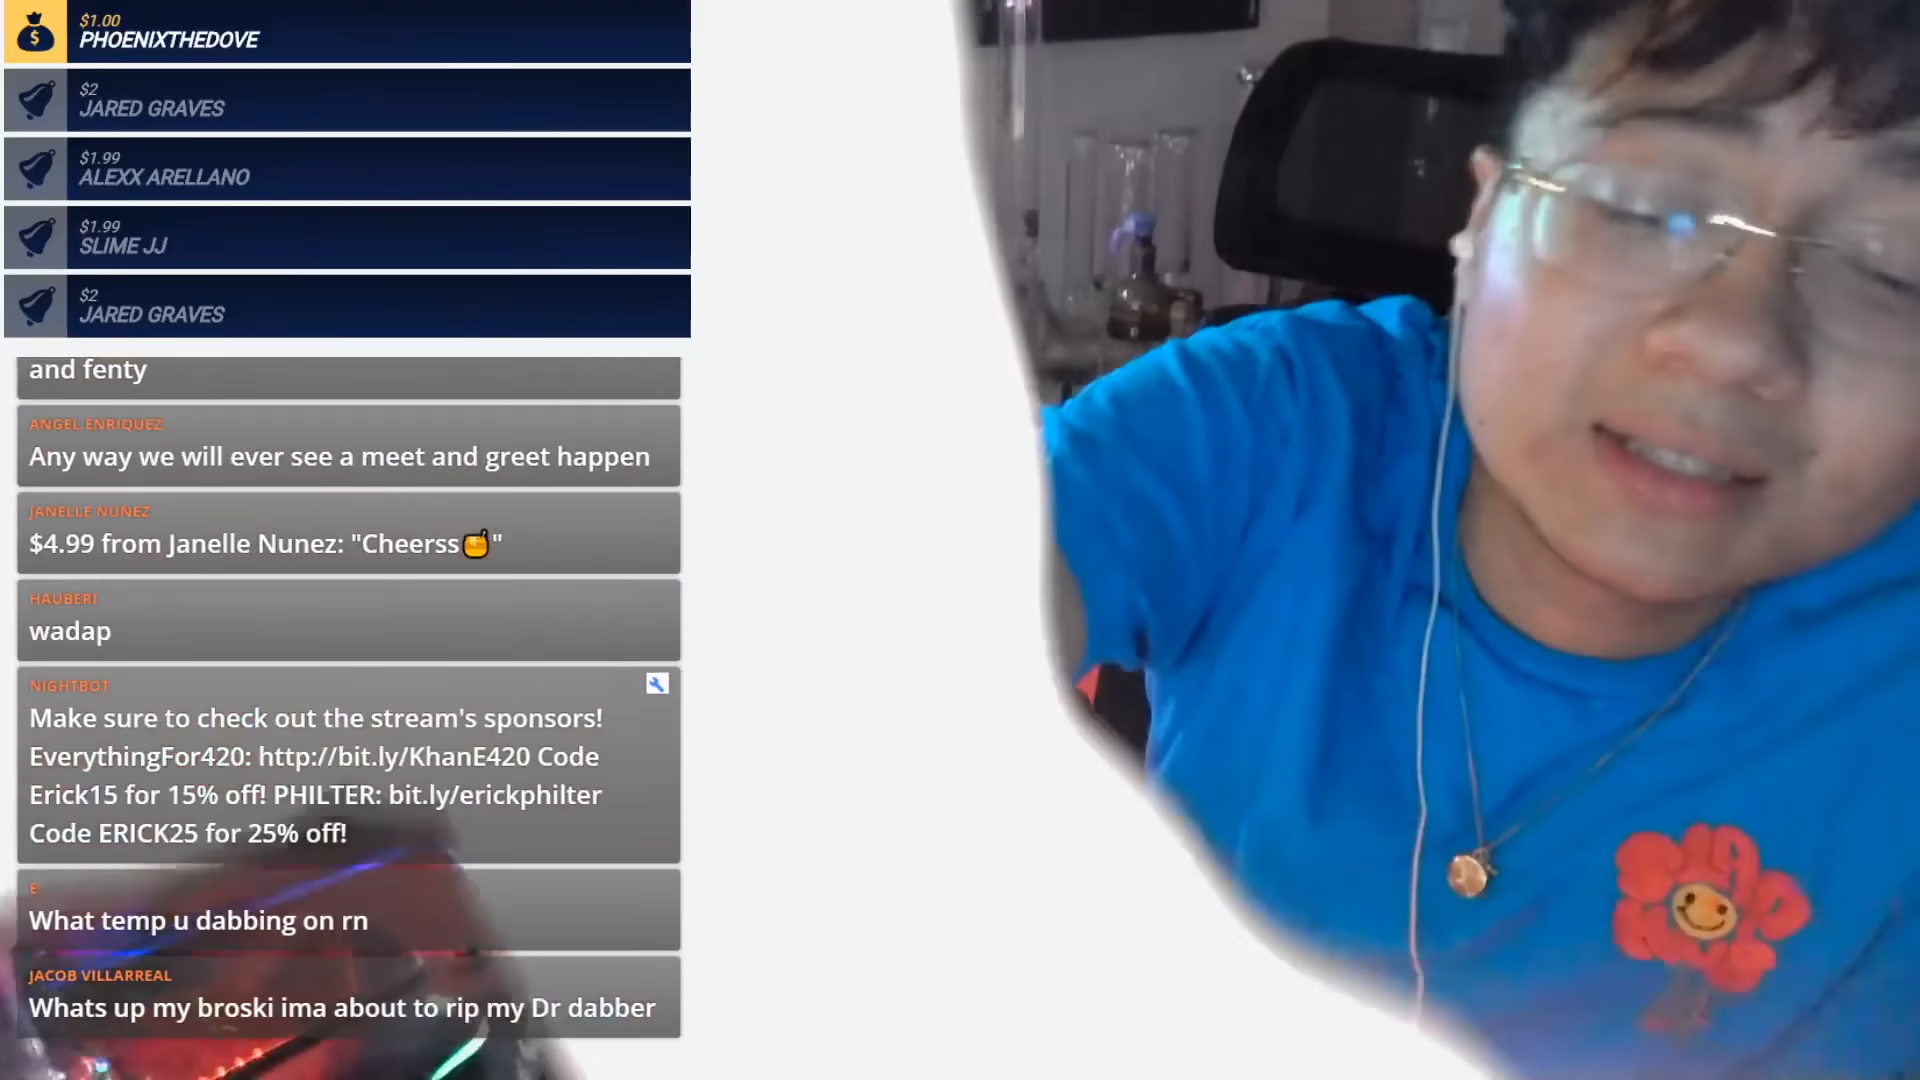 $1.00
PHOENIXTHEDOVE
$2
JARED GRAVES
$1.99
ALEXX ARELLANO
$1.99
SLIME JJ
$2
JARED GRAVES
and fenty
ANGEL ENRIQUEZ
Any way we will ever see a meet and greet happen
JANELLE NUNEZ
$4.99 from Janelle Nunez: "Cheerss🍯"
HAUBERI
wadap
NIGHTBOT
Make sure to check out the stream's sponsors!
EverythingFor420: http://bit.ly/KhanE420 Code
Erick15 for 15% off! PHILTER: bit.ly/erickphilter
Code ERICK25 for 25% off!
E
What temp u dabbing on rn
JACOB VILLARREAL
Whats up my broski ima about to rip my Dr dabber